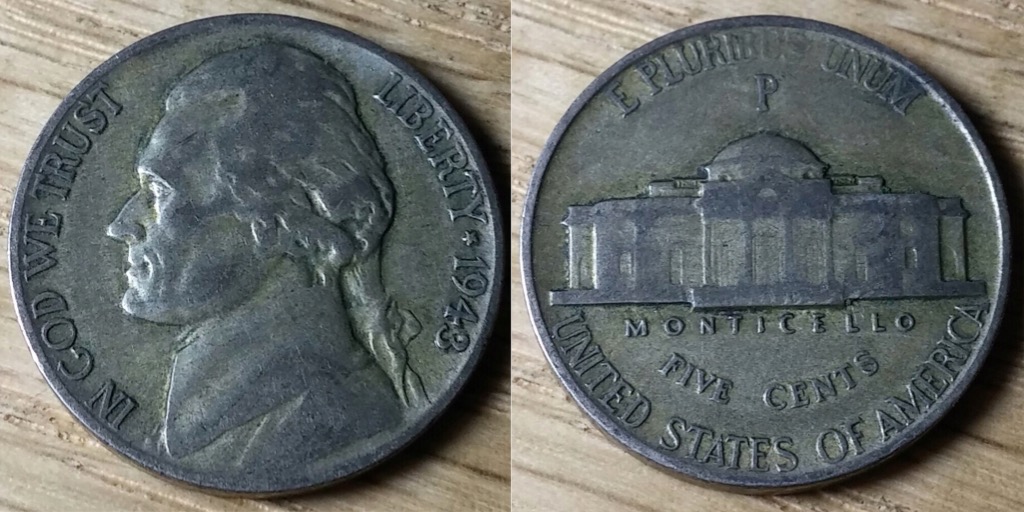 IN GOD WE TRUST
LIBERTY ★ 1943
E PLURIBUS UNUM
P
MONTICELLO
FIVE CENTS
UNITED STATES OF AMERICA